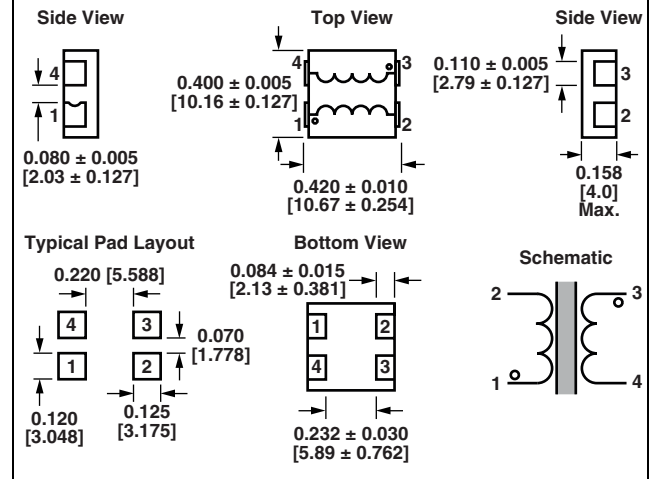 Side View
4
1
0.080 ± 0.005
[2.03 ± 0.127]
Top View
0.400 ± 0.005
[10.16 ± 0.127]
4
3
1
2
0.420 ± 0.010
[10.67 ± 0.254]
Side View
0.110 ± 0.005
[2.79 ± 0.127]
3
2
0.158
[4.0]
Max.
Typical Pad Layout
0.220 [5.588]
4
3
1
2
0.070
[1.778]
0.120
[3.048]
0.125
[3.175]
Bottom View
0.084 ± 0.015
[2.13 ± 0.381]
1
2
4
3
0.232 ± 0.030
[5.89 ± 0.762]
Schematic
2
3
1
4